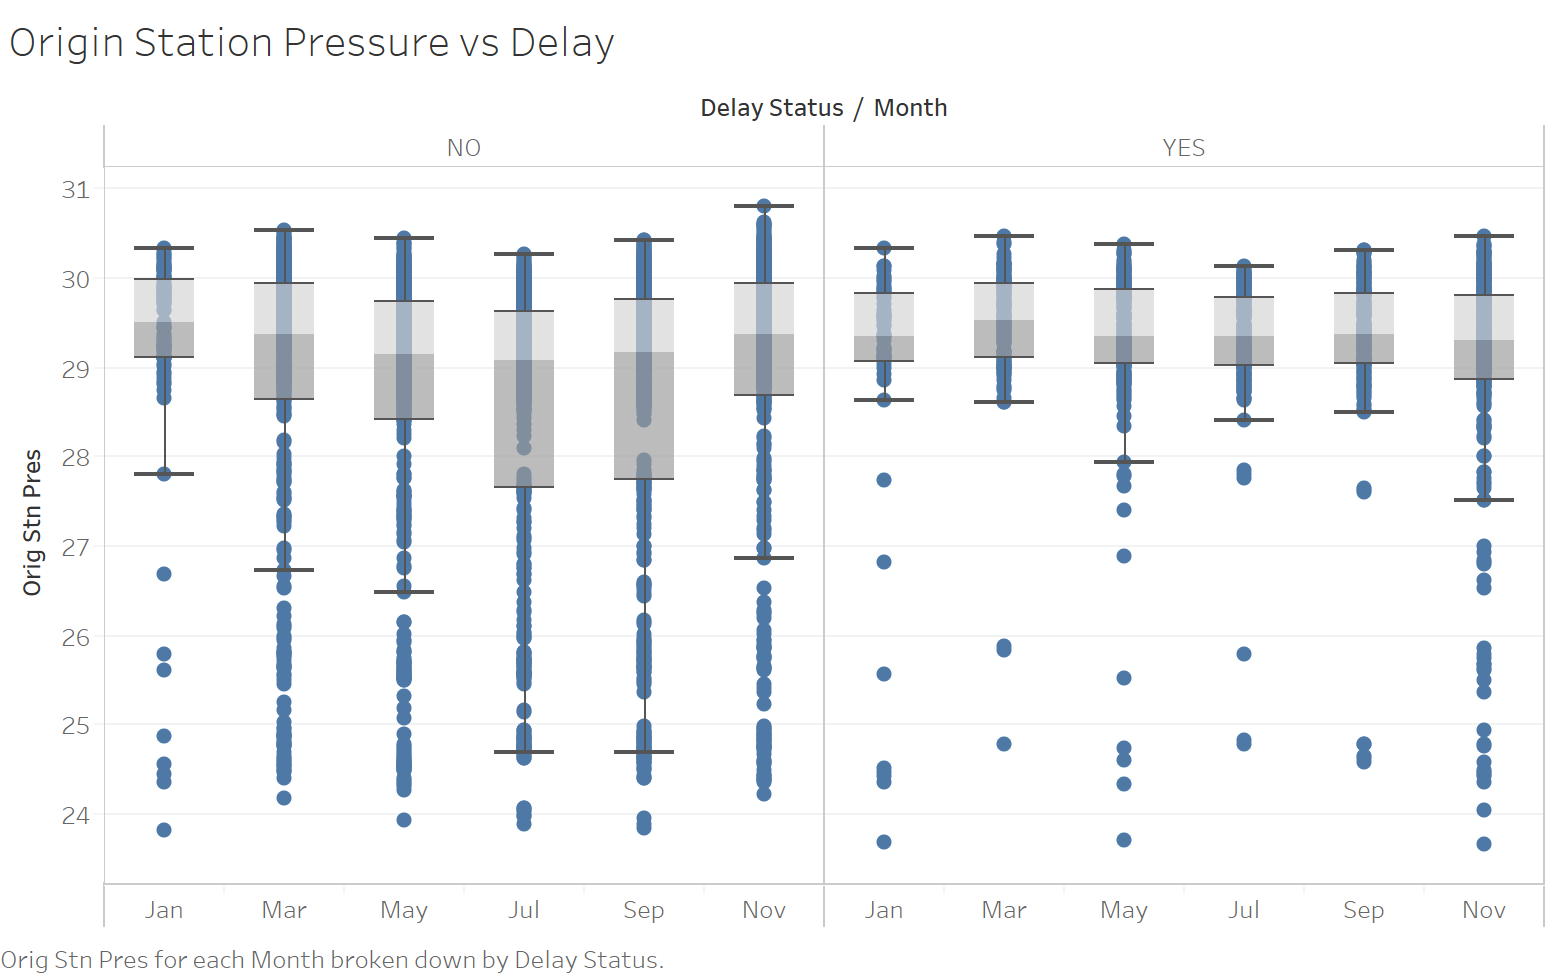 Origin Station Pressure vs Delay
Delay Status / Month
NO YES
31
30
29
28
27
26
25
24
Orig Stn Pres
Jan Mar May Jul Sep Nov Jan Mar May Jul Sep Nov
Orig Stn Pres for each Month broken down by Delay Status.